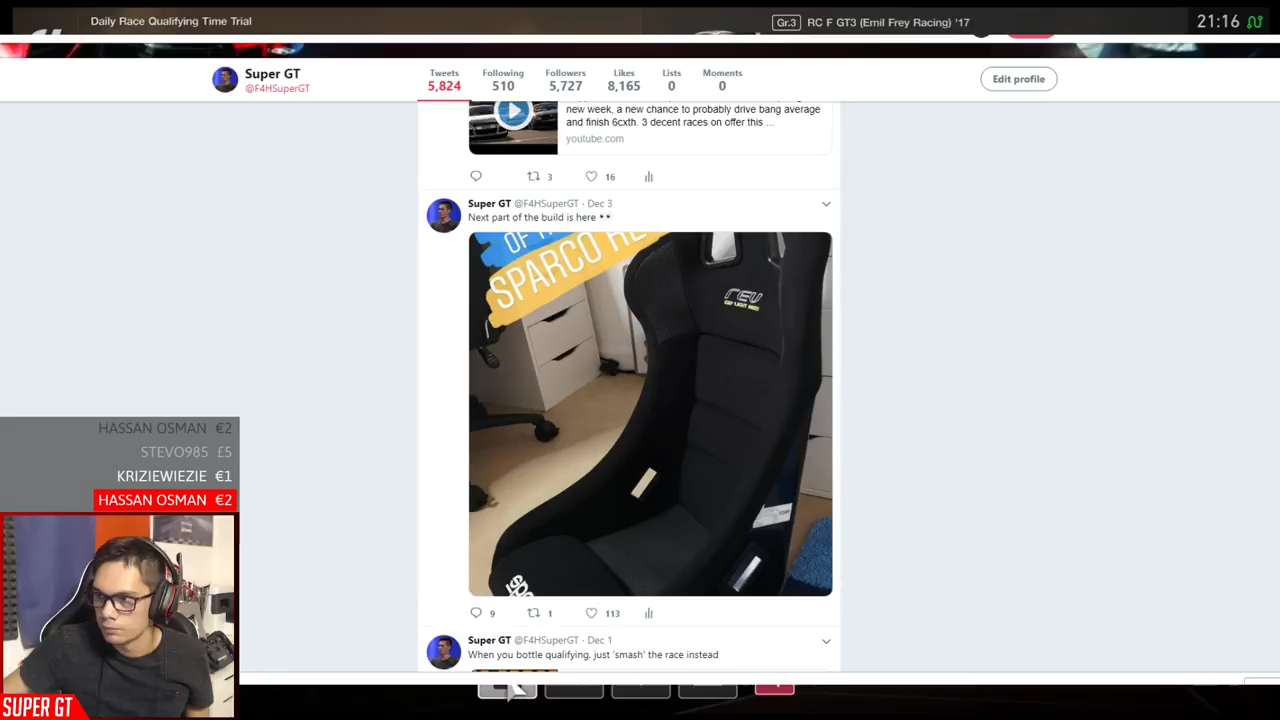 Daily Race Qualifying Time Trial
Gr.3 RC F GT3 (Emil Frey Racing) '17
21:16
Super GT
@F4HSuperGT
Tweets Following Followers Likes Lists Moments
5,824 510 5,727 8,165 0 0
Edit profile
new week, a new chance to probably drive bang average
and finish 6cxth. 3 decent races on offer this ...
youtube.com
3 16
Super GT @F4HSuperGT · Dec 3
Next part of the build is here 👀
SPARCO
rev
9 1 113
Super GT @F4HSuperGT · Dec 1
When you bottle qualifying, just 'smash' the race instead
HASSAN OSMAN €2
STEVO985 £5
KRIZIEWIEZIE €1
HASSAN OSMAN €2
SUPER GT